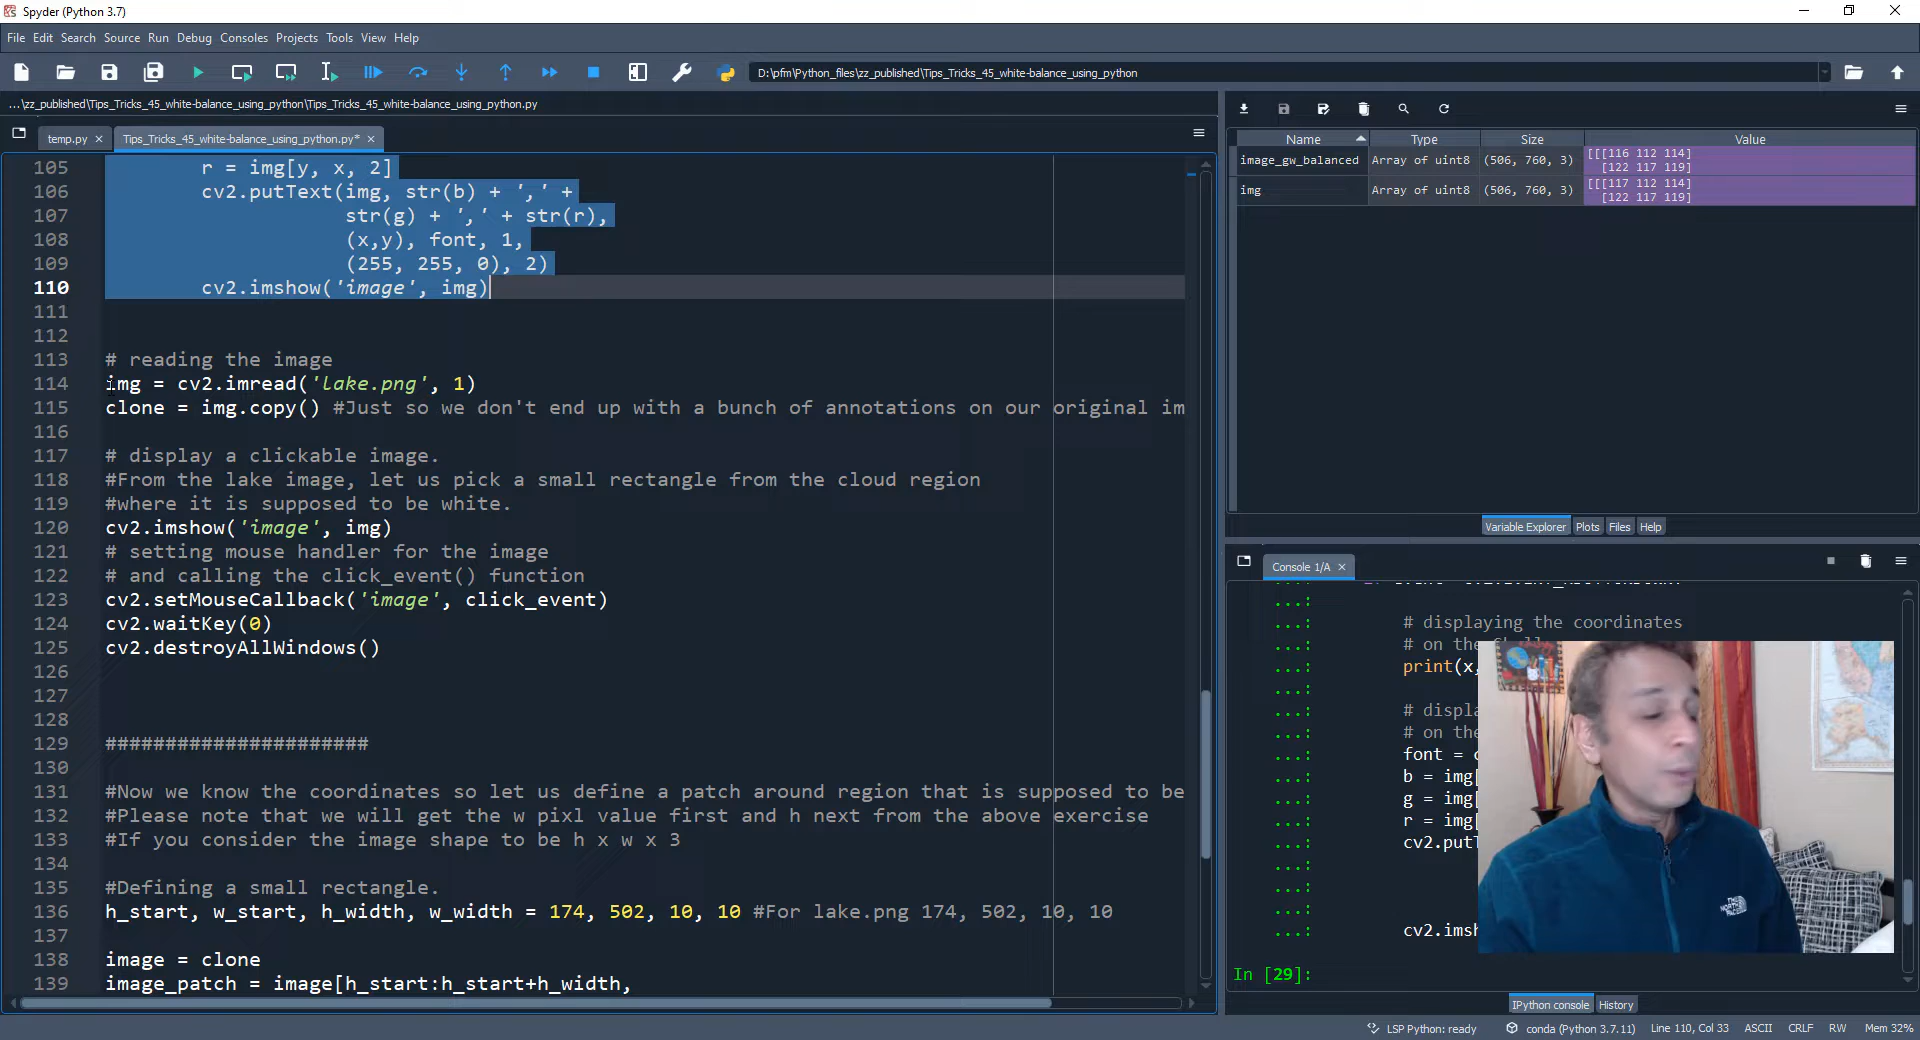 Spyder (Python 3.7)
File Edit Search Source Run Debug Consoles Projects Tools View Help
D:\pfm\Python_files\zz_published\Tips_Tricks_45_white-balance_using_python
...\zz_published\Tips_Tricks_45_white-balance_using_python\Tips_Tricks_45_white-balance_using_python.py
temp.py
Tips_Tricks_45_white-balance_using_python.py*
105 r = img[y, x, 2]
106 cv2.putText(img, str(b) + ',' +
107 str(g) + ',' + str(r),
108 (x,y), font, 1,
109 (255, 255, 0), 2)
110 cv2.imshow('image', img)
111
112
113 # reading the image
114 img = cv2.imread('lake.png', 1)
115 clone = img.copy() #Just so we don't end up with a bunch of annotations on our original im
116
117 # display a clickable image.
118 #From the lake image, let us pick a small rectangle from the cloud region
119 #where it is supposed to be white.
120 cv2.imshow('image', img)
121 # setting mouse handler for the image
122 # and calling the click_event() function
123 cv2.setMouseCallback('image', click_event)
124 cv2.waitKey(0)
125 cv2.destroyAllWindows()
126
127
128
129 ######################
130
131 #Now we know the coordinates so let us define a patch around region that is supposed to be
132 #Please note that we will get the w pixl value first and h next from the above exercise
133 #If you consider the image shape to be h x w x 3
134
135 #Defining a small rectangle.
136 h_start, w_start, h_width, w_width = 174, 502, 10, 10 #For lake.png 174, 502, 10, 10
137
138 image = clone
139 image_patch = image[h_start:h_start+h_width,
Name Type Size Value
image_gw_balanced Array of uint8 (506, 760, 3) [[[116 112 114]
[122 117 119]
img Array of uint8 (506, 760, 3) [[[117 112 114]
[122 117 119]
Variable Explorer Plots Files Help
Console 1/A
...:
...: # displaying the coordinates
...: # on the Shell
...: print(x,
...:
...: # displa
...: # on the
...: font = c
...: b = img[
...: g = img[
...: r = img[
...: cv2.putT
...:
...:
...:
...: cv2.imsh
In [29]:
IPython console History
LSP Python: ready conda (Python 3.7.11) Line 110, Col 33 ASCII CRLF RW Mem 32%